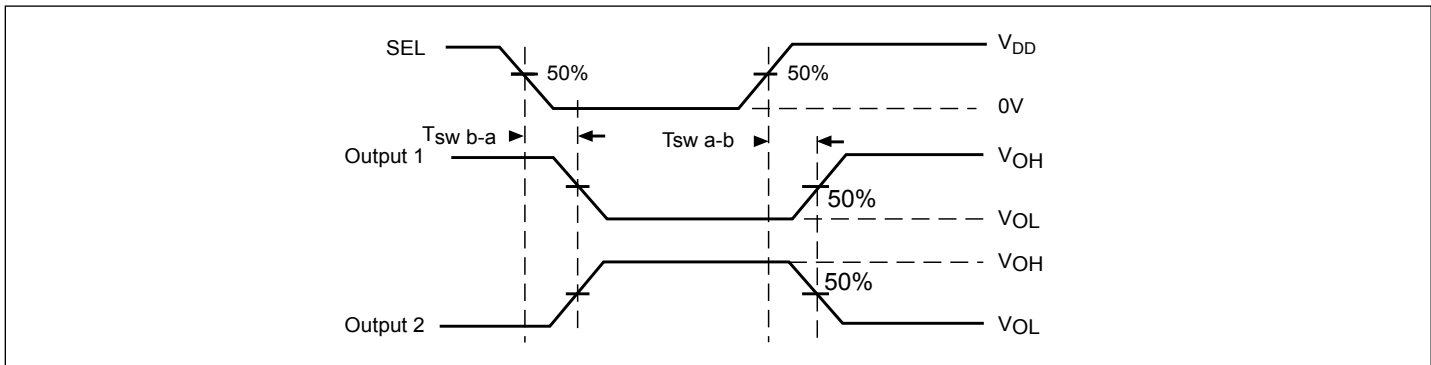 SEL 50% 50% VDD
0V
Tsw b-a Tsw a-b
Output 1 VOH
50%
VOL
VOH
50%
Output 2 VOL